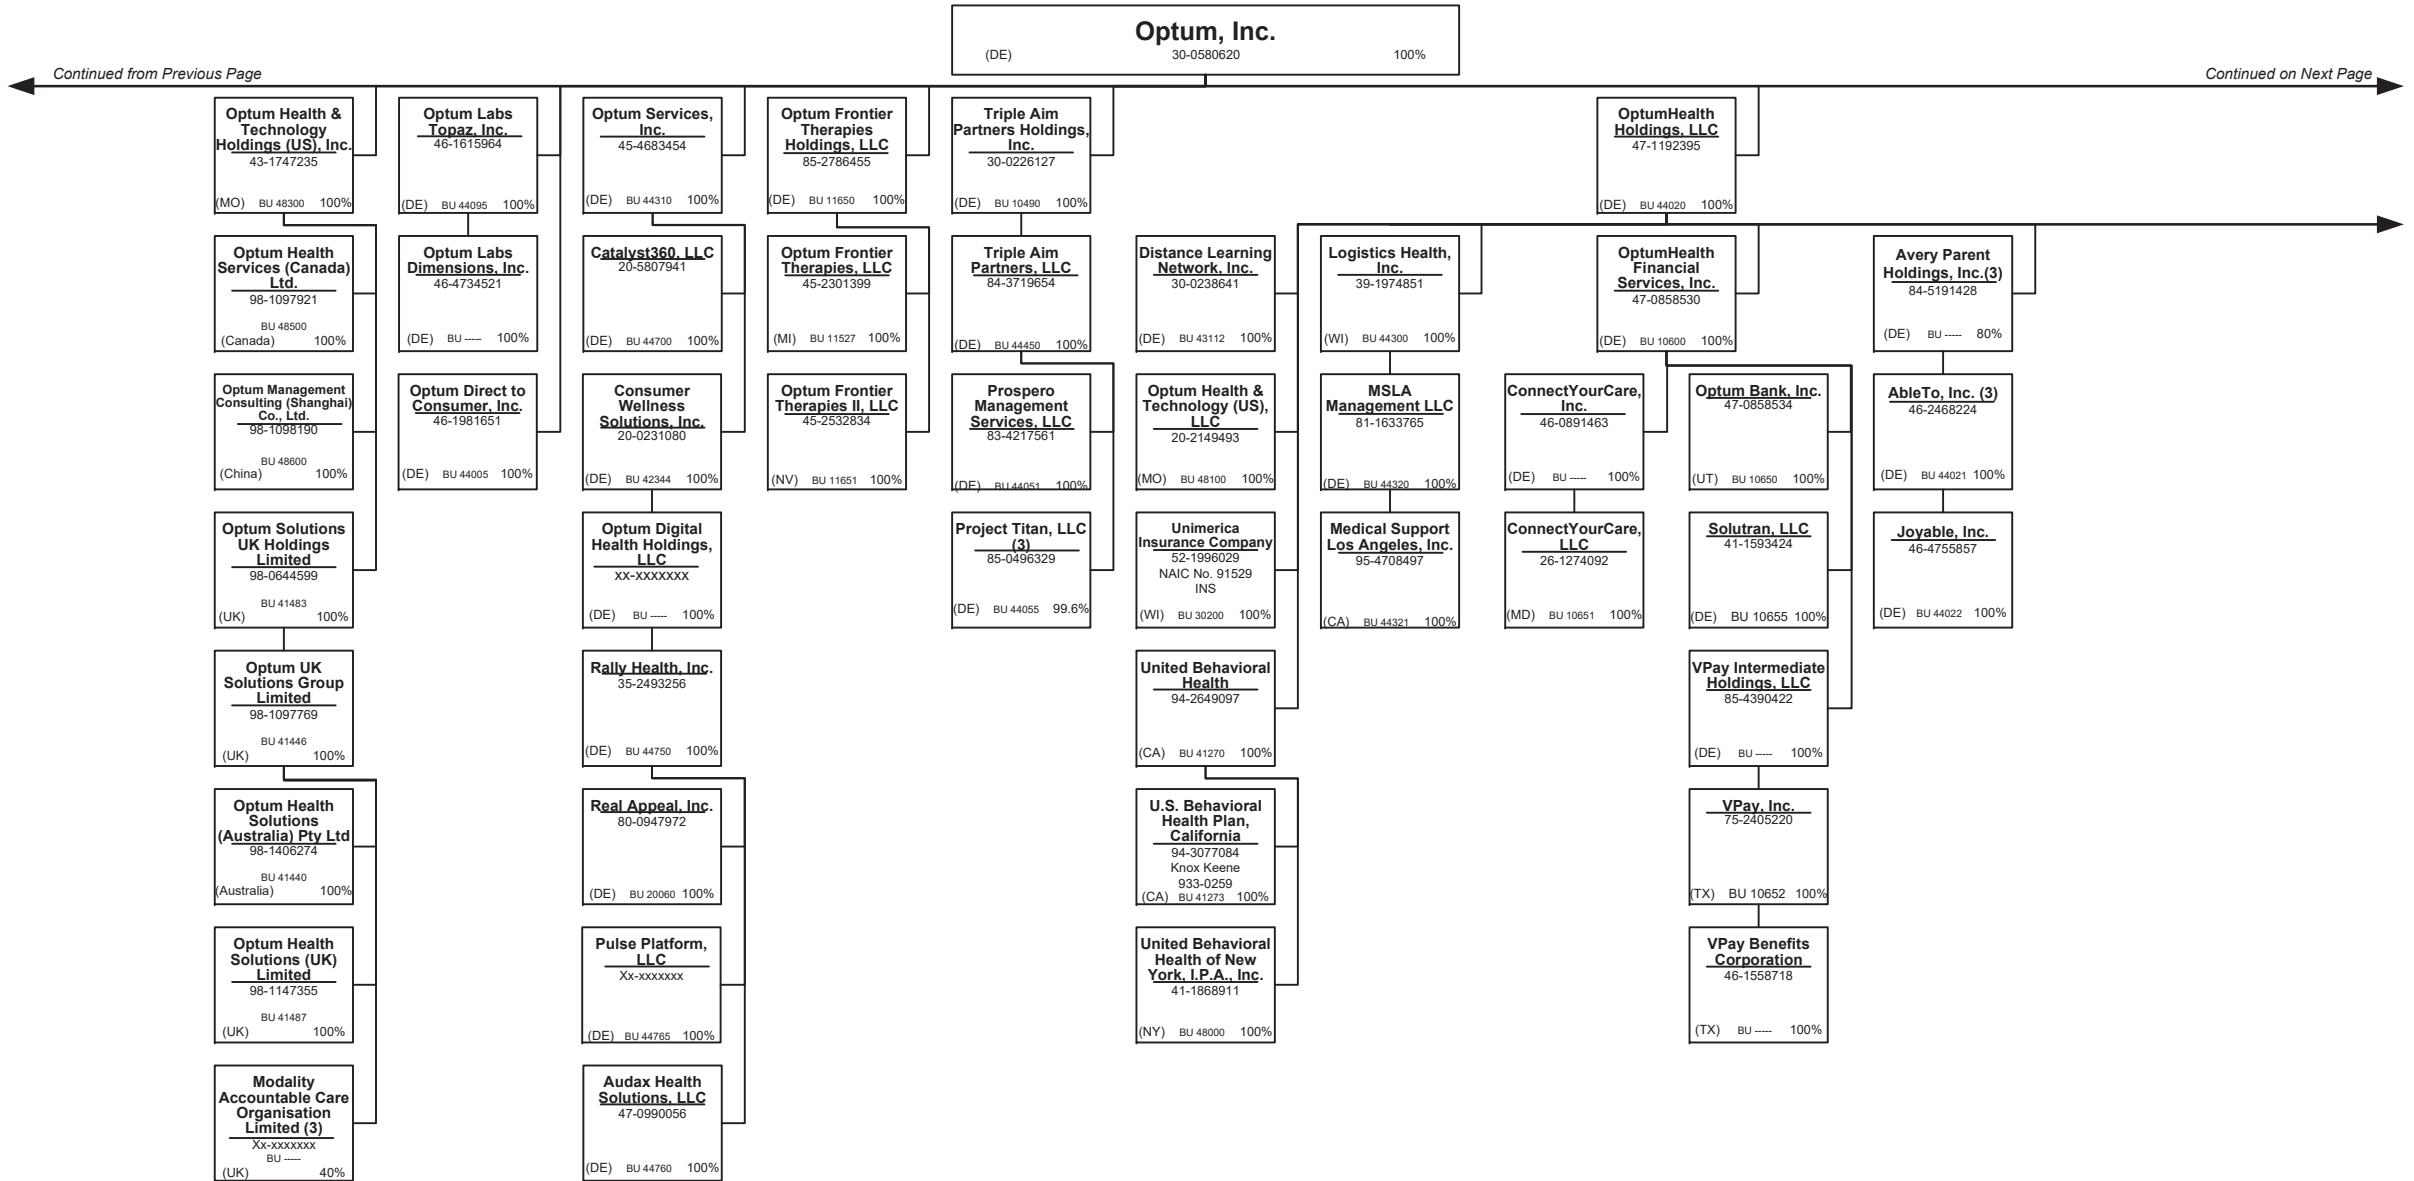 Optum, Inc.
(DE) 30-0580620 100%
Continued from Previous Page
Continued on Next Page
Optum Health &
Technology
Holdings (US), Inc.
43-1747235
(MO) BU 48300 100%
Optum Labs
Topaz, Inc.
46-1615964
(DE) BU 44095 100%
Optum Services,
Inc.
45-4683454
(DE) BU 44310 100%
Optum Frontier
Therapies
Holdings, LLC
85-2786455
(DE) BU 11650 100%
Triple Aim
Partners Holdings,
Inc.
30-0226127
(DE) BU 10490 100%
OptumHealth
Holdings, LLC
47-1192395
(DE) BU 44020 100%
Optum Health
Services (Canada)
Ltd.
98-1097921
BU 48500
(Canada) 100%
Optum Labs
Dimensions, Inc.
46-4734521
(DE) BU ----- 100%
Catalyst360, LLC
20-5807941
(DE) BU 44700 100%
Optum Frontier
Therapies, LLC
45-2301399
(MI) BU 11527 100%
Triple Aim
Partners, LLC
84-3719654
(DE) BU 44450 100%
Distance Learning
Network, Inc.
30-0238641
(DE) BU 43112 100%
Logistics Health,
Inc.
39-1974851
(WI) BU 44300 100%
OptumHealth
Financial
Services, Inc.
47-0858530
(DE) BU 10600 100%
Avery Parent
Holdings, Inc.(3)
84-5191428
(DE) BU ----- 80%
Optum Management
Consulting (Shanghai)
Co., Ltd.
98-1098190
BU 48600
(China) 100%
Optum Direct to
Consumer, Inc.
46-1981651
(DE) BU 44005 100%
Consumer
Wellness
Solutions, Inc.
20-0231080
(DE) BU 42344 100%
Optum Frontier
Therapies II, LLC
45-2532834
(NV) BU 11651 100%
Prospero
Management
Services, LLC
83-4217561
(DE) BU 44051 100%
Optum Health &
Technology (US),
LLC
20-2149493
(MO) BU 48100 100%
MSLA
Management LLC
81-1633765
(DE) BU 44320 100%
ConnectYourCare,
Inc.
46-0891463
(DE) BU ----- 100%
Optum Bank, Inc.
47-0858534
(UT) BU 10650 100%
AbleTo, Inc. (3)
46-2468224
(DE) BU 44021 100%
Optum Solutions
UK Holdings
Limited
98-0644599
BU 41483
(UK) 100%
Optum Digital
Health Holdings,
LLC
xx-xxxxxxx
(DE) BU ----- 100%
Project Titan, LLC
(3)
85-0496329
(DE) BU 44055 99.6%
Unimerica
Insurance Company
52-1996029
NAIC No. 91529
INS
(WI) BU 30200 100%
Medical Support
Los Angeles, Inc.
95-4708497
(CA) BU 44321 100%
ConnectYourCare,
LLC
26-1274092
(MD) BU 10651 100%
Solutran, LLC
41-1593424
(DE) BU 10655 100%
Joyable, Inc.
46-4755857
(DE) BU 44022 100%
Optum UK
Solutions Group
Limited
98-1097769
BU 41446
(UK) 100%
Rally Health, Inc.
35-2493256
(DE) BU 44750 100%
United Behavioral
Health
94-2649097
(CA) BU 41270 100%
VPay Intermediate
Holdings, LLC
85-4390422
(DE) BU ----- 100%
Optum Health
Solutions
(Australia) Pty Ltd
98-1406274
BU 41440
(Australia) 100%
Real Appeal, Inc.
80-0947972
(DE) BU 20060 100%
U.S. Behavioral
Health Plan,
California
94-3077084
Knox Keene
933-0259
(CA) BU 41273 100%
VPay, Inc.
75-2405220
(TX) BU 10652 100%
Optum Health
Solutions (UK)
Limited
98-1147355
BU 41487
(UK) 100%
Pulse Platform,
LLC
Xx-xxxxxxx
(DE) BU 44765 100%
United Behavioral
Health of New
York, I.P.A., Inc.
41-1868911
(NY) BU 48000 100%
VPay Benefits
Corporation
46-1558718
(TX) BU ----- 100%
Modality
Accountable Care
Organisation
Limited (3)
Xx-xxxxxxx
BU -----
(UK) 40%
Audax Health
Solutions, LLC
47-0990056
(DE) BU 44760 100%